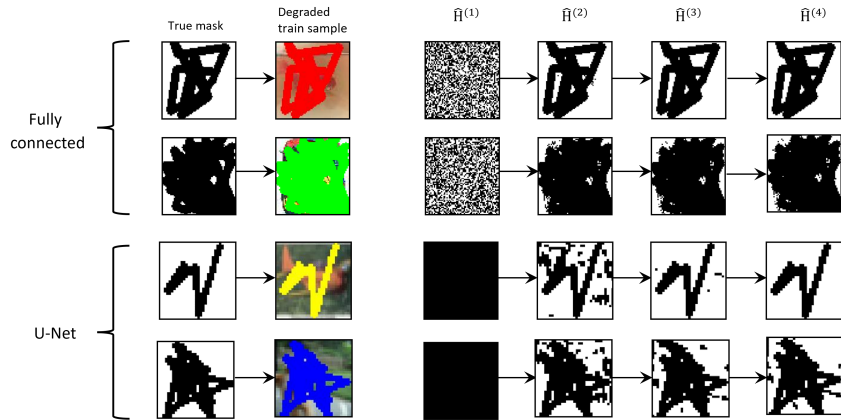 True mask
Degraded
train sample
Ĥ⁽¹⁾
Ĥ⁽²⁾
Ĥ⁽³⁾
Ĥ⁽⁴⁾
Fully
connected
U-Net